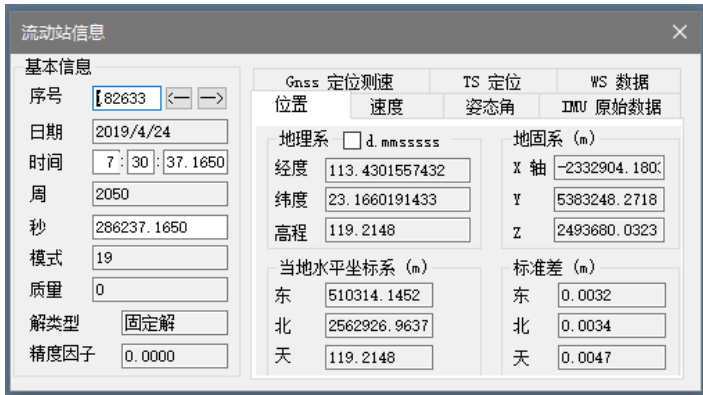 流动站信息
基本信息
序号 82633 <— —>
日期 2019/4/24
时间 7 : 30 : 37.1650
周 2050
秒 286237.1650
模式 19
质里 0
解类型 固定解
精度因子 0.0000
Gnss 定位测速 TS 定位 WS 数据
位置 速度 姿态角 IMU 原始数据
地理系 d.mmsssss
经度 113.4301557432
纬度 23.1660191433
高程 119.2148
地固系 (m)
X 轴 -2332904.180
Y 5383248.2718
Z 2493680.0323
当地水平坐标系 (m)
东 510314.1452
北 2562926.9637
天 119.2148
标准差 (m)
东 0.0032
北 0.0034
天 0.0047